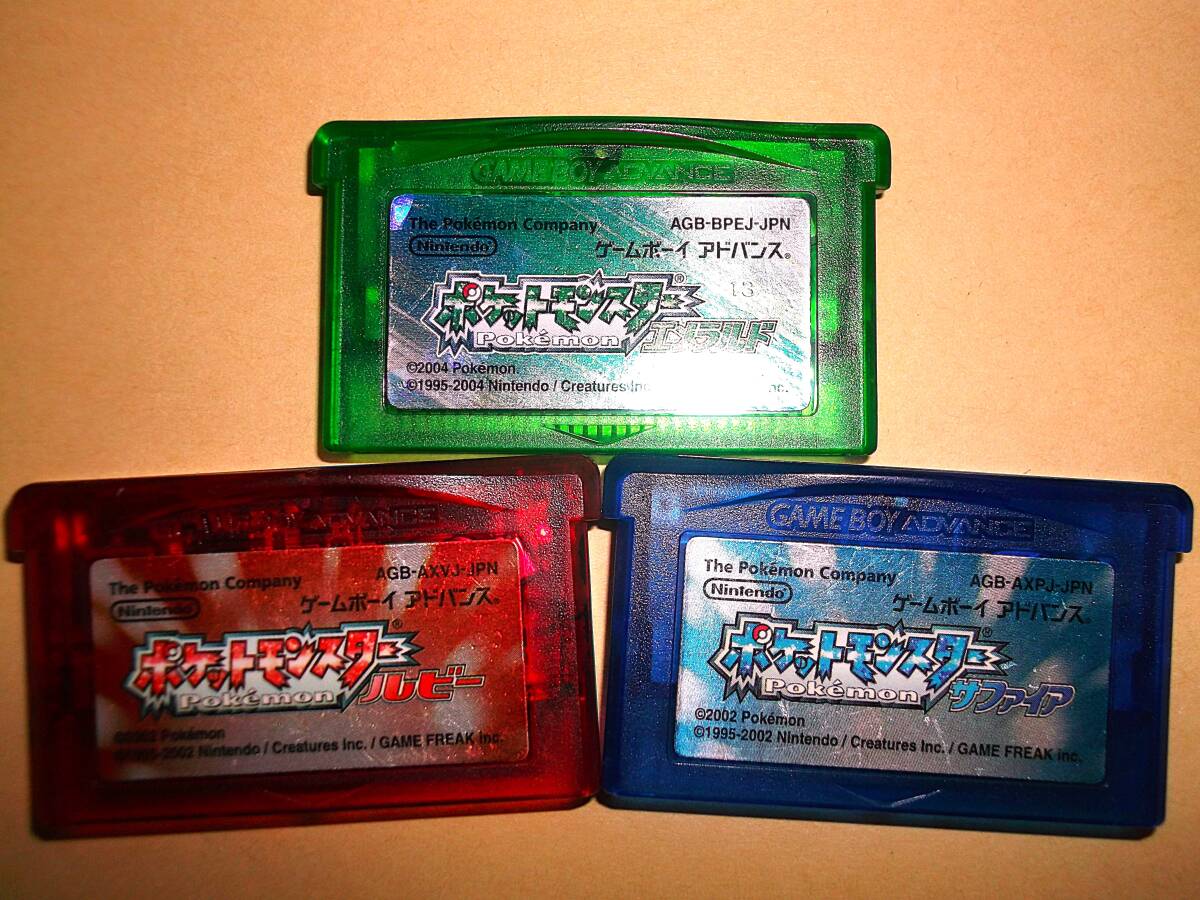 GAME BOY ADVANCE
The Pokémon Company AGB-BPEJ-JPN
Nintendo ゲームボーイ アドバンス®
ポケットモンスター® 13
Pokémon エメラルド
©2004 Pokémon.
©1995-2004 Nintendo / Creatures Inc. inc.
ADVANCE
The Pokémon Company AGB-AXVJ-JPN
Nintendo ゲームボーイ アドバンス®
ポケットモンスター®
Pokémon ルビー
©2002 Pokémon
©1995-2002 Nintendo / Creatures Inc. / GAME FREAK inc.
GAME BOY ADVANCE
The Pokémon Company AGB-AXPJ-JPN
Nintendo ゲームボーイ アドバンス®
ポケットモンスター®
Pokémon サファイア
©2002 Pokémon
©1995-2002 Nintendo / Creatures Inc. / GAME FREAK inc.